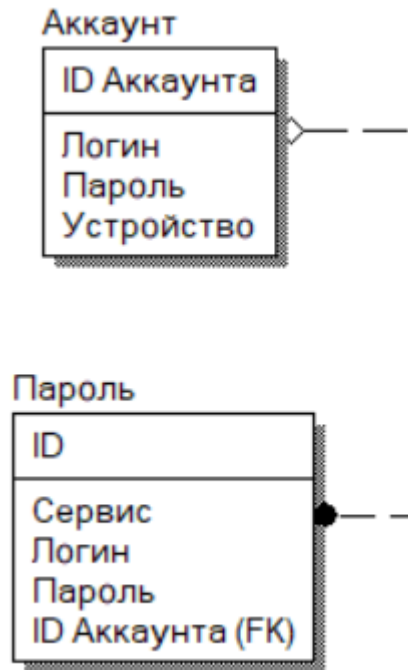 Аккаунт
ID Аккаунта
Логин
Пароль
Устройство
Пароль
ID
Сервис
Логин
Пароль
ID Аккаунта (FK)